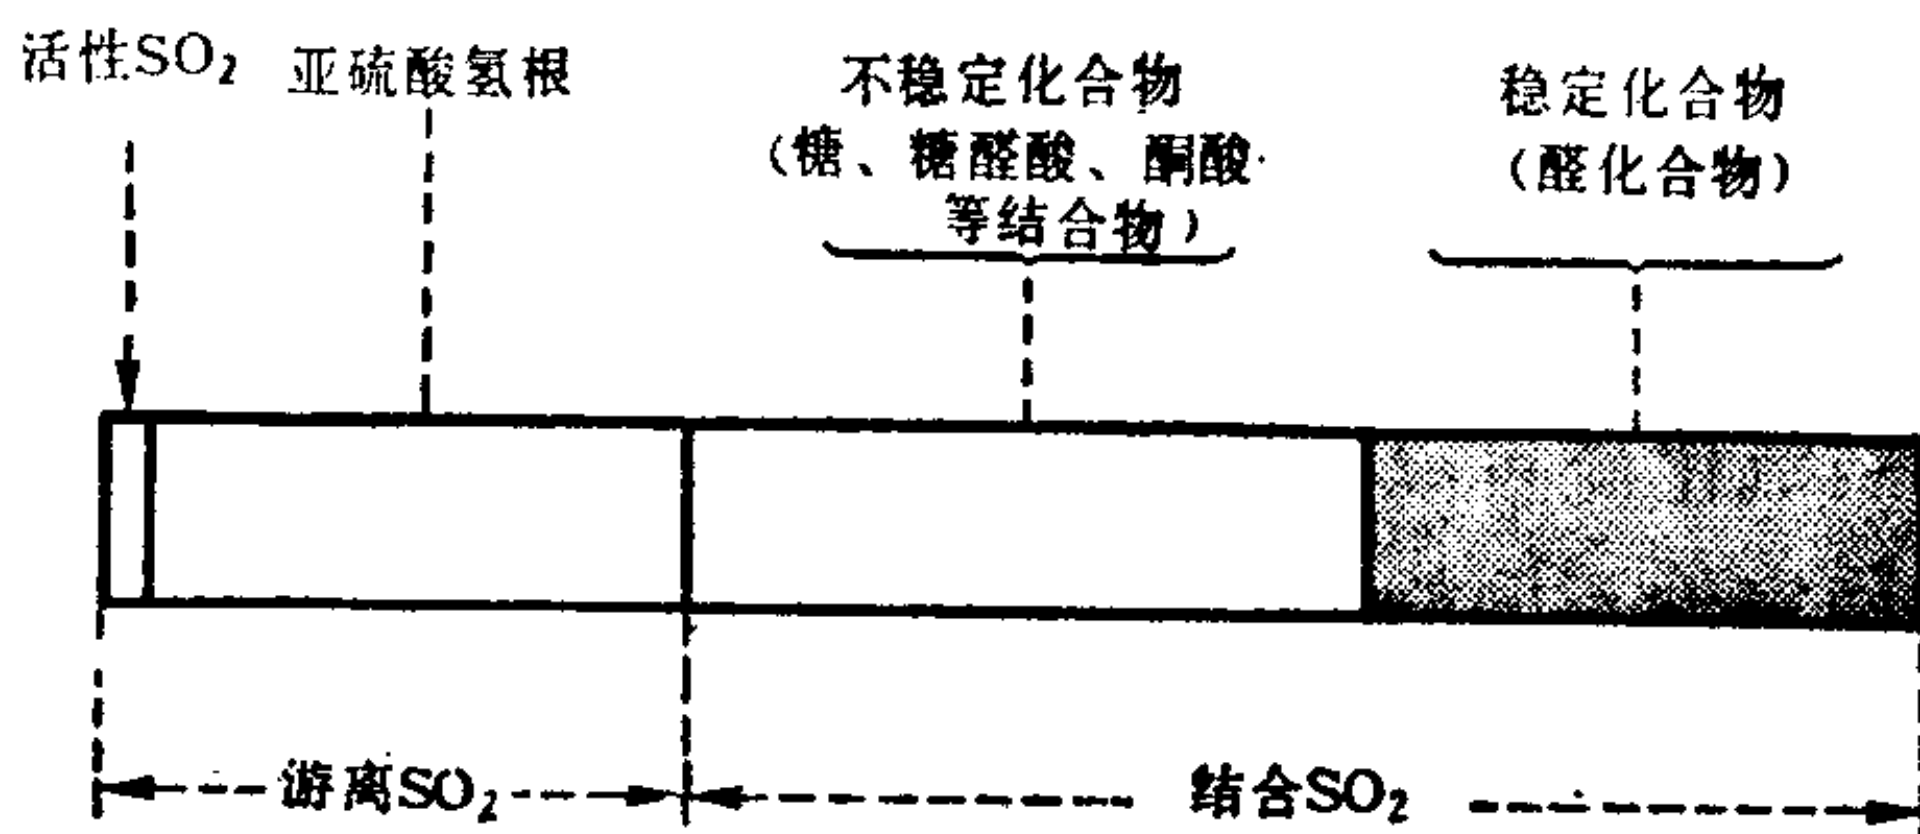 活性SO₂
亚硫酸氢根
不稳定化合物
(糖、糖醛酸、酮酸
等结合物)
稳定化合物
(醛化合物)
游离SO₂
结合SO₂